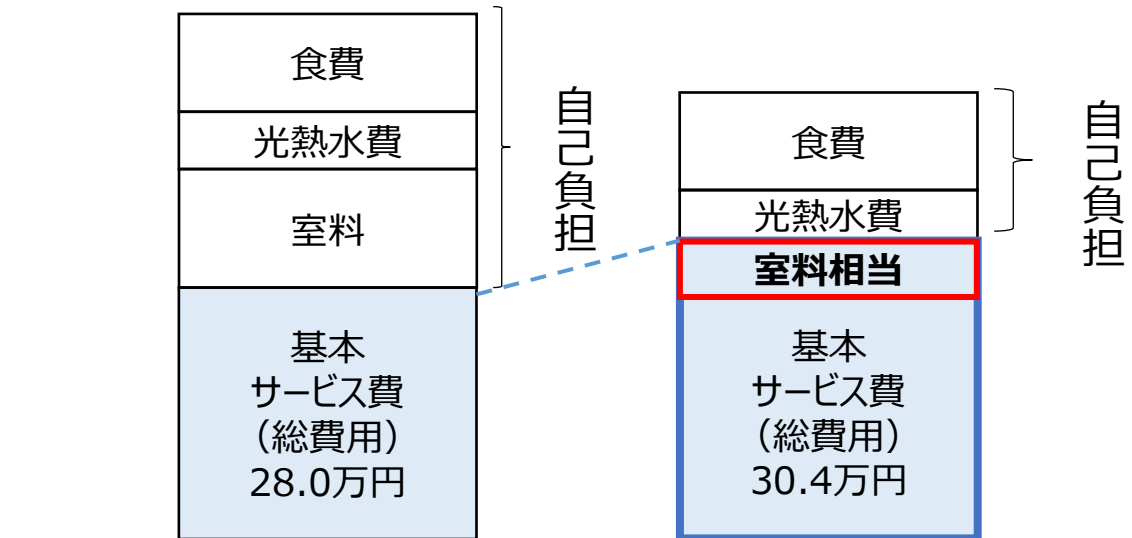 食費
光熱水費
室料
基本
サービス費
（総費用）
28.0万円
自己負担
食費
光熱水費
室料相当
基本
サービス費
（総費用）
30.4万円
自己負担